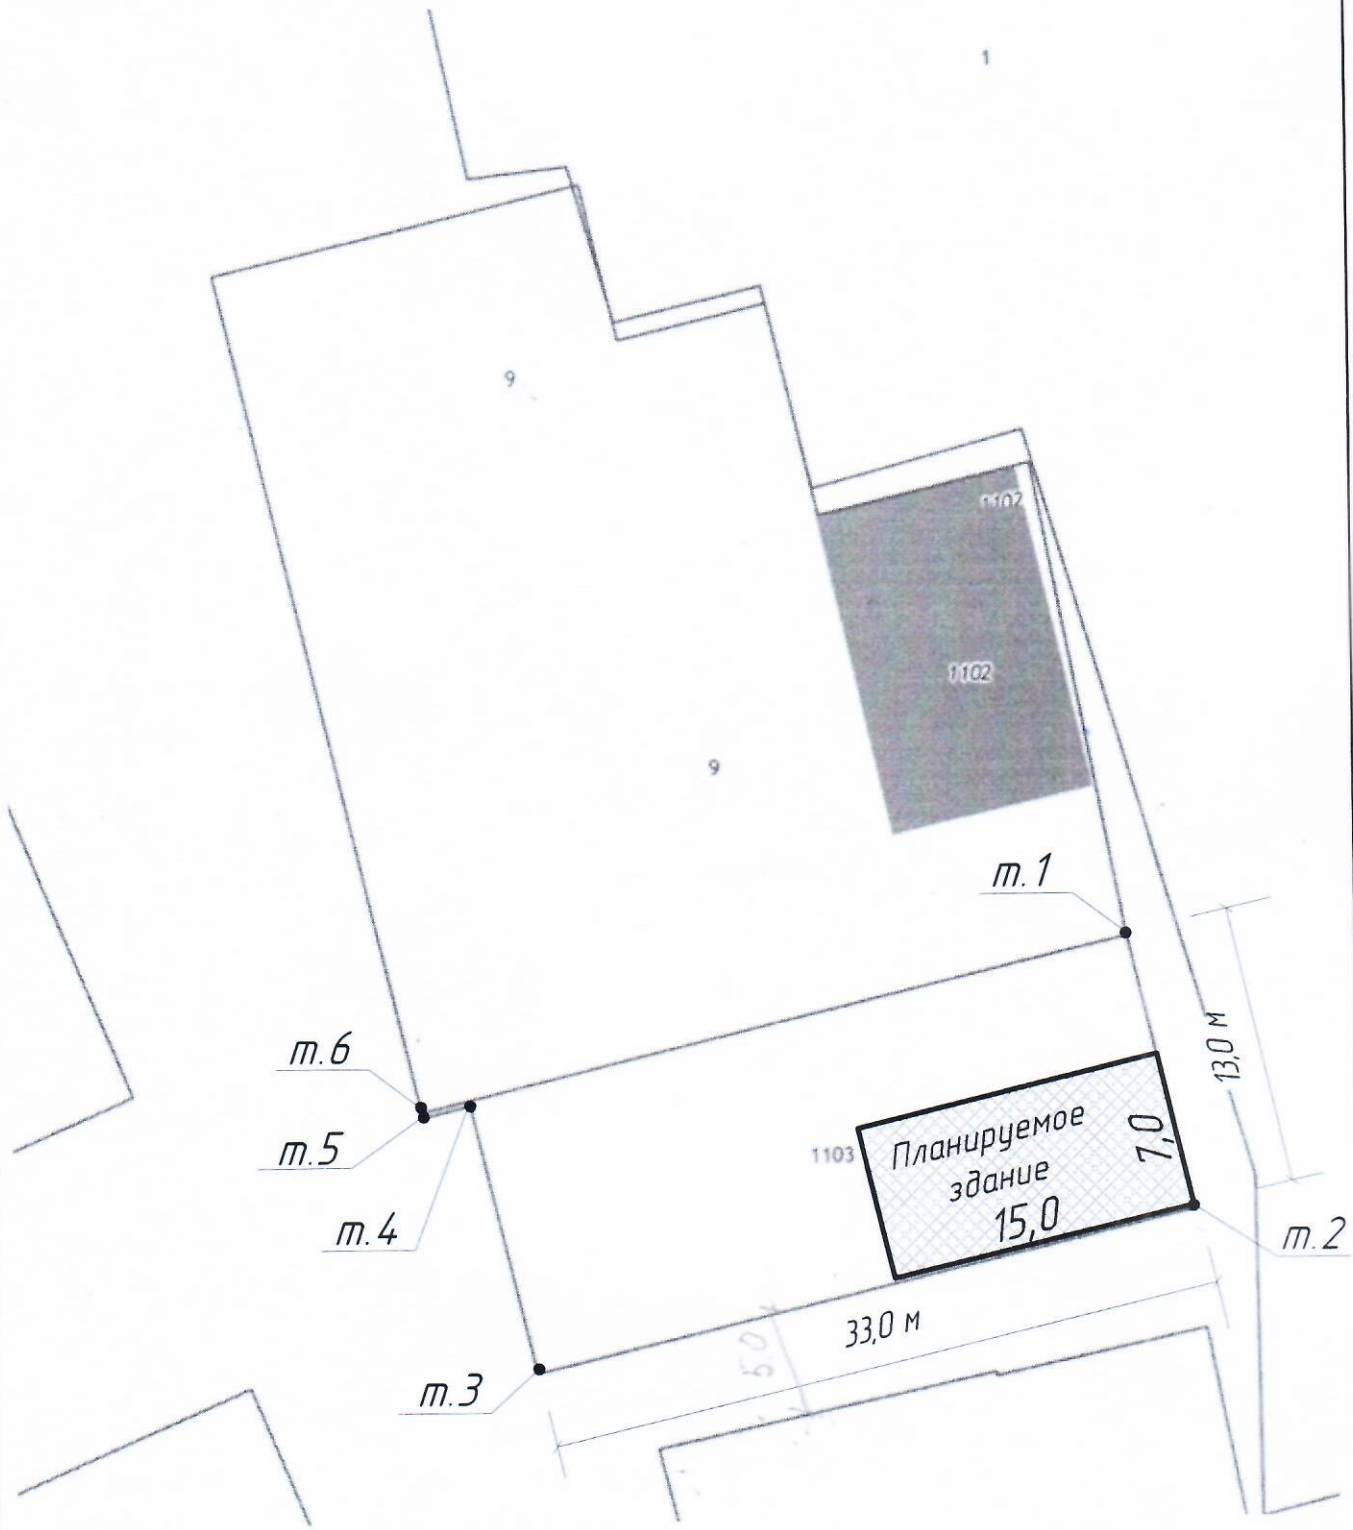 1
9
1102
1102
9
т.1
13,0 м
т.6
т.5
1103
Планируемое
здание
7,0
15,0
т.4
т.2
33,0 м
5.0
т.3